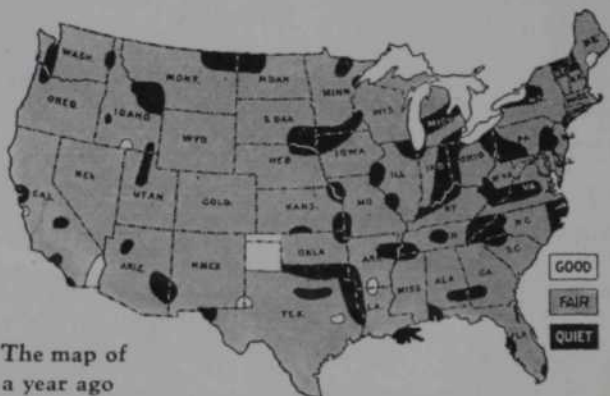 WASH.
MONT.
N.DAK.
MINN.
ME.
OREG.
IDAHO
S.DAK.
WIS.
MICH.
WYO.
NEB.
IOWA
PA.
NEV.
ILL.
IND.
OHIO
CAL.
UTAH
COLO.
KANS.
MO.
KY.
VA.
N.C.
ARIZ.
N.MEX.
OKLA.
ARK.
S.C.
TEX.
LA.
MISS.
ALA.
GA.
FLA.
GOOD
FAIR
QUIET
The map of
a year ago